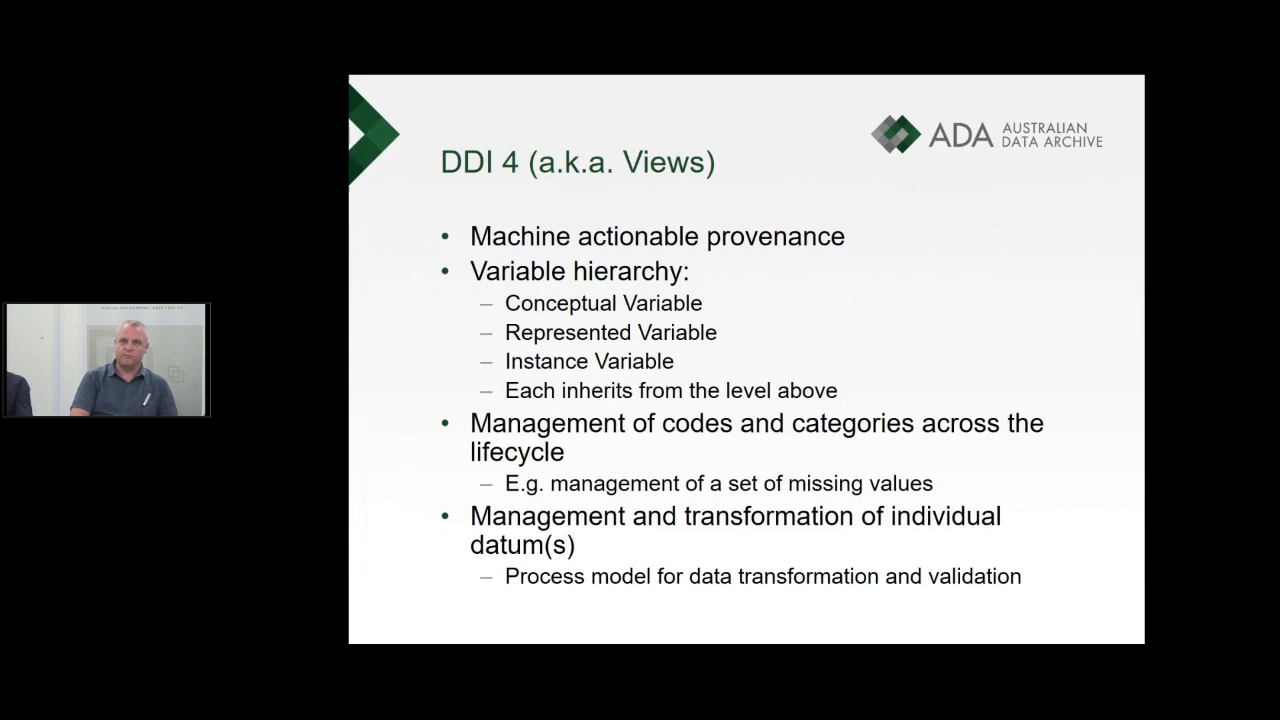 ADA AUSTRALIAN
DATA ARCHIVE
DDI 4 (a.k.a. Views)
• Machine actionable provenance
• Variable hierarchy:
– Conceptual Variable
– Represented Variable
– Instance Variable
– Each inherits from the level above
• Management of codes and categories across the
lifecycle
– E.g. management of a set of missing values
• Management and transformation of individual
datum(s)
– Process model for data transformation and validation